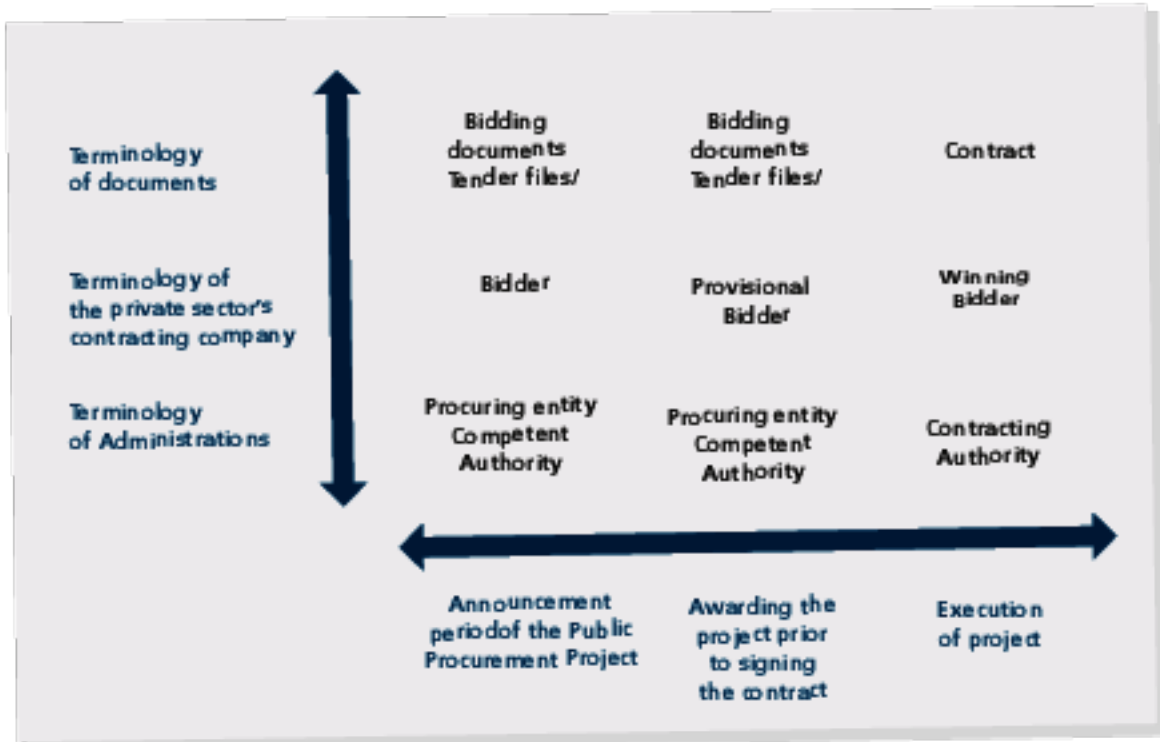 Terminology
of documents
Bidding
documents
Tender files/
Bidding
documents
Tender files/
Contract
Terminology of
the private sector's
contracting company
Bidder
Provisional
Bidder
Winning
Bidder
Terminology
of Administrations
Procuring entity
Competent
Authority
Procuring entity
Competent
Authority
Contracting
Authority
Announcement
periodof the Public
Procurement Project
Awarding the
project prior
to signing
the contract
Execution
of project